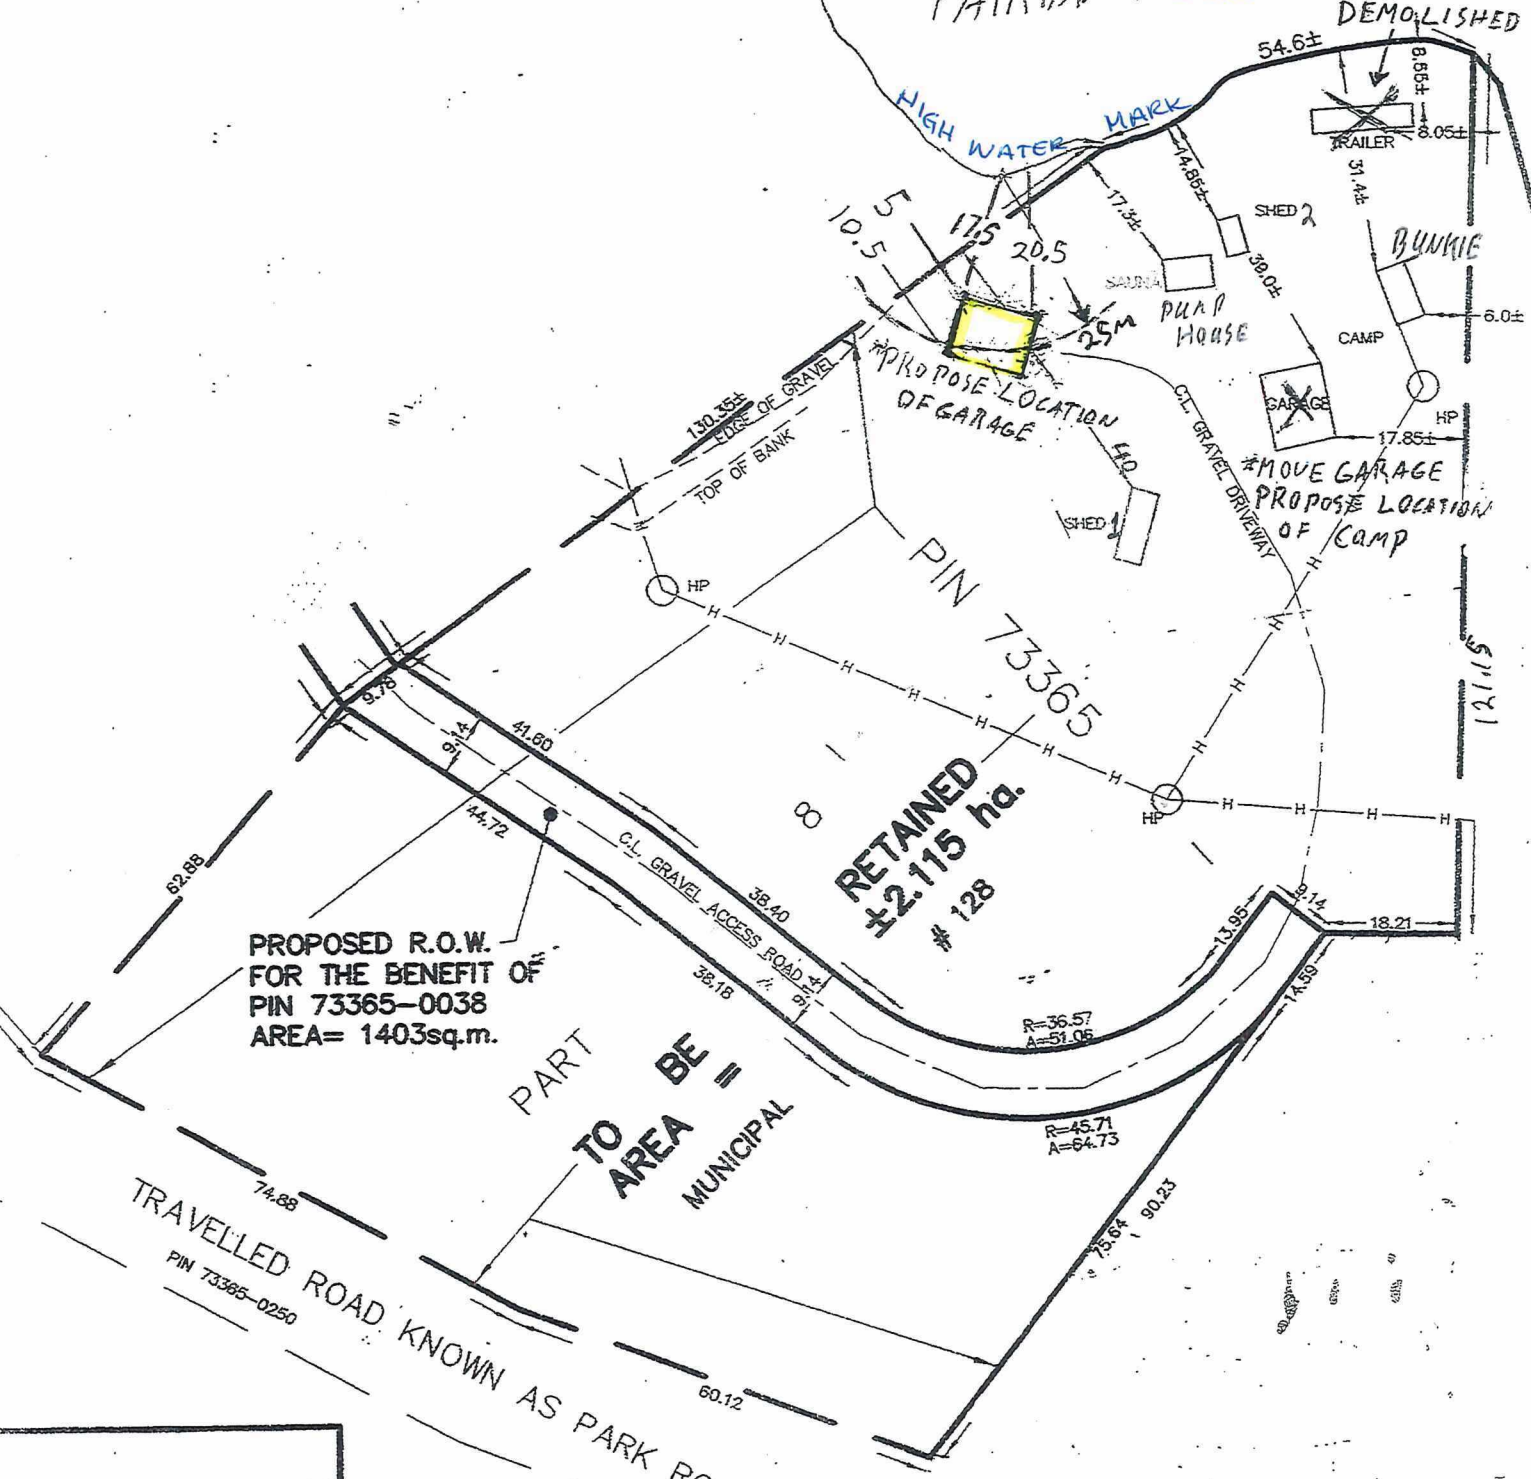 DEMOLISHED
54.6±
8.55±
HIGH WATER MARK
8.05±
TRAILER
14.85±
31.4±
17.3±
SHED 2
5
10.5
17.5
20.5
BUNKIE
39.0±
SAUNA
PUMP
HOUSE
6.0±
25M
CAMP
*PROPOSE LOCATION
OF GARAGE
130.35±
EDGE OF GRAVEL
TOP OF BANK
GARAGE
HP
17.85±
C.L. GRAVEL DRIVEWAY
40
*MOVE GARAGE
PROPOSE LOCATION
OF CAMP
SHED 1
PIN 73365
HP
H
121.15
9.78
9.14
41.60
44.72
8
RETAINED
±2.115 ha.
# 128
HP
62.88
C.L. GRAVEL ACCESS ROAD
38.40
38.18
9.14
13.95
9.14
18.21
14.59
PROPOSED R.O.W.
FOR THE BENEFIT OF
PIN 73365-0038
AREA= 1403sq.m.
R=36.57
A=51.06
PART
TO BE
AREA =
MUNICIPAL
R=45.71
A=64.73
75.64
90.23
74.88
TRAVELLED ROAD KNOWN AS PARK
PIN 73365-0250
60.12